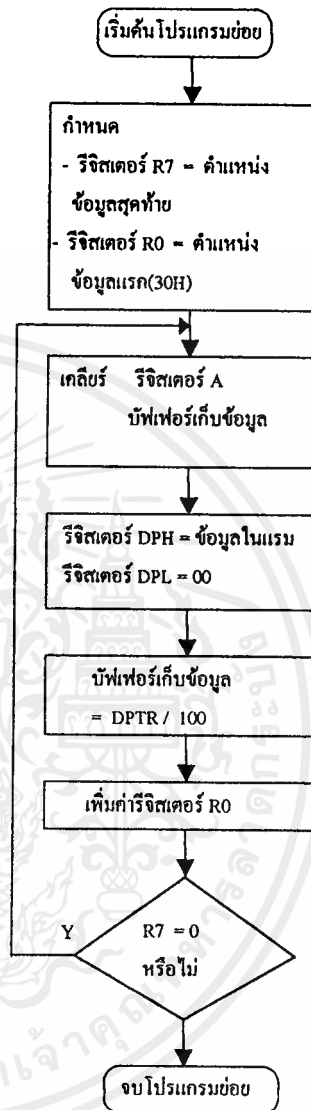 เริ่มต้นโปรแกรมย่อย
กำหนด
- รีจิสเตอร์ R7 = ตำแหน่ง
ข้อมูลสุดท้าย
- รีจิสเตอร์ R0 = ตำแหน่ง
ข้อมูลแรก(30H)
เคลียร์ รีจิสเตอร์ A
บัฟเฟอร์เก็บข้อมูล
รีจิสเตอร์ DPH = ข้อมูลในแรม
รีจิสเตอร์ DPL = 00
บัฟเฟอร์เก็บข้อมูล
= DPTR / 100
เพิ่มค่ารีจิสเตอร์ R0
Y
R7 = 0
หรือไม่
จบโปรแกรมย่อย